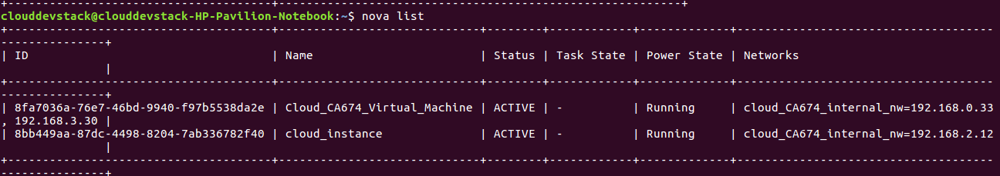 +--------------------------------------+--------------------------------------------------------+
clouddevstack@clouddevstack-HP-Pavilion-Notebook:~$ nova list
+--------------------------------------+-----------------------------+--------+------------+-------------+-------------------------------------
---------------+
| ID                                   | Name                        | Status | Task State | Power State | Networks
               |
+--------------------------------------+-----------------------------+--------+------------+-------------+-------------------------------------
---------------+
| 8fa7036a-76e7-46bd-9940-f97b5538da2e | Cloud_CA674_Virtual_Machine | ACTIVE | -          | Running     | cloud_CA674_internal_nw=192.168.0.33
, 192.168.3.30 |
| 8bb449aa-87dc-4498-8204-7ab336782f40 | cloud_instance              | ACTIVE | -          | Running     | cloud_CA674_internal_nw=192.168.2.12
               |
+--------------------------------------+-----------------------------+--------+------------+-------------+-------------------------------------
---------------+